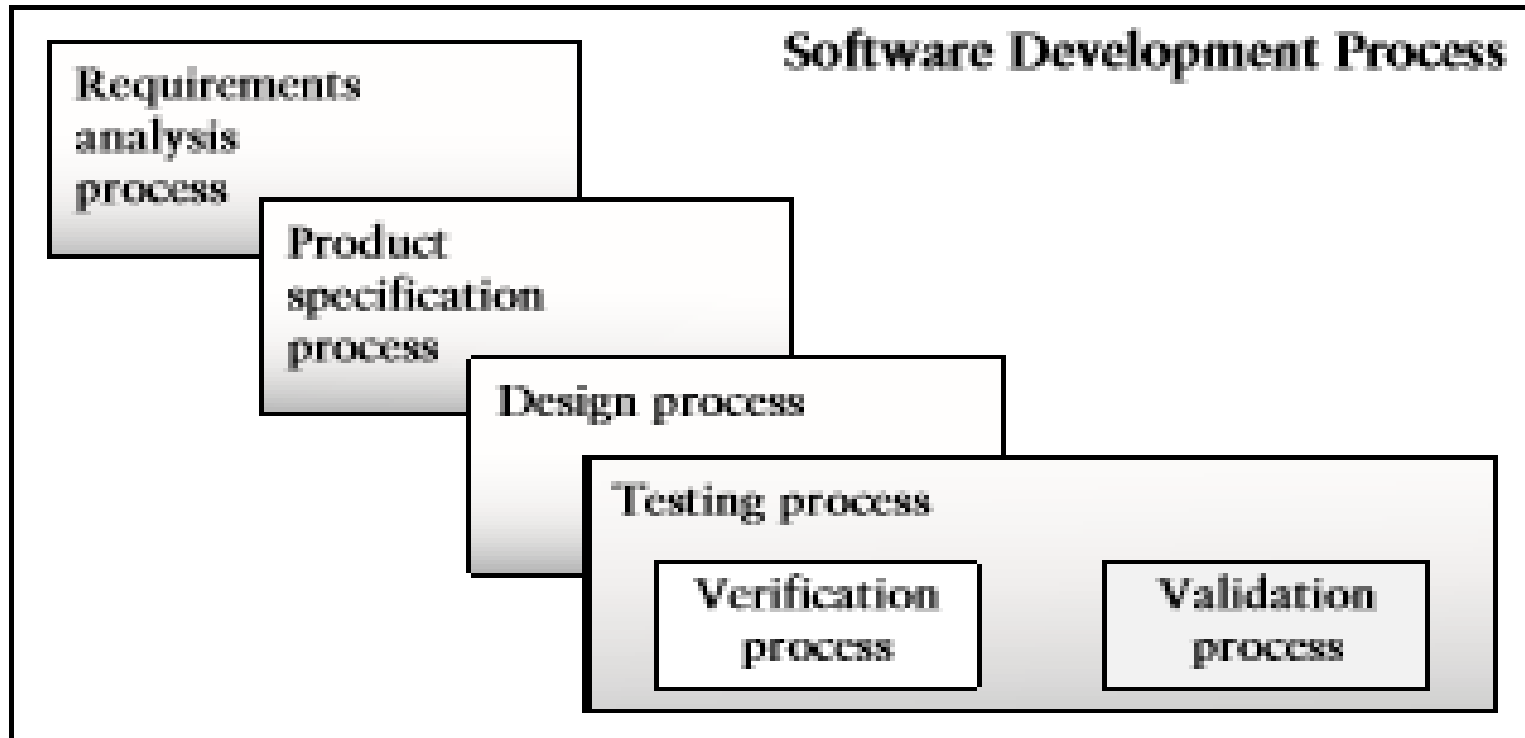 Software Development Process
Requirements
analysis
process
Product
specification
process
Design process
Testing process
Verification
process
Validation
process